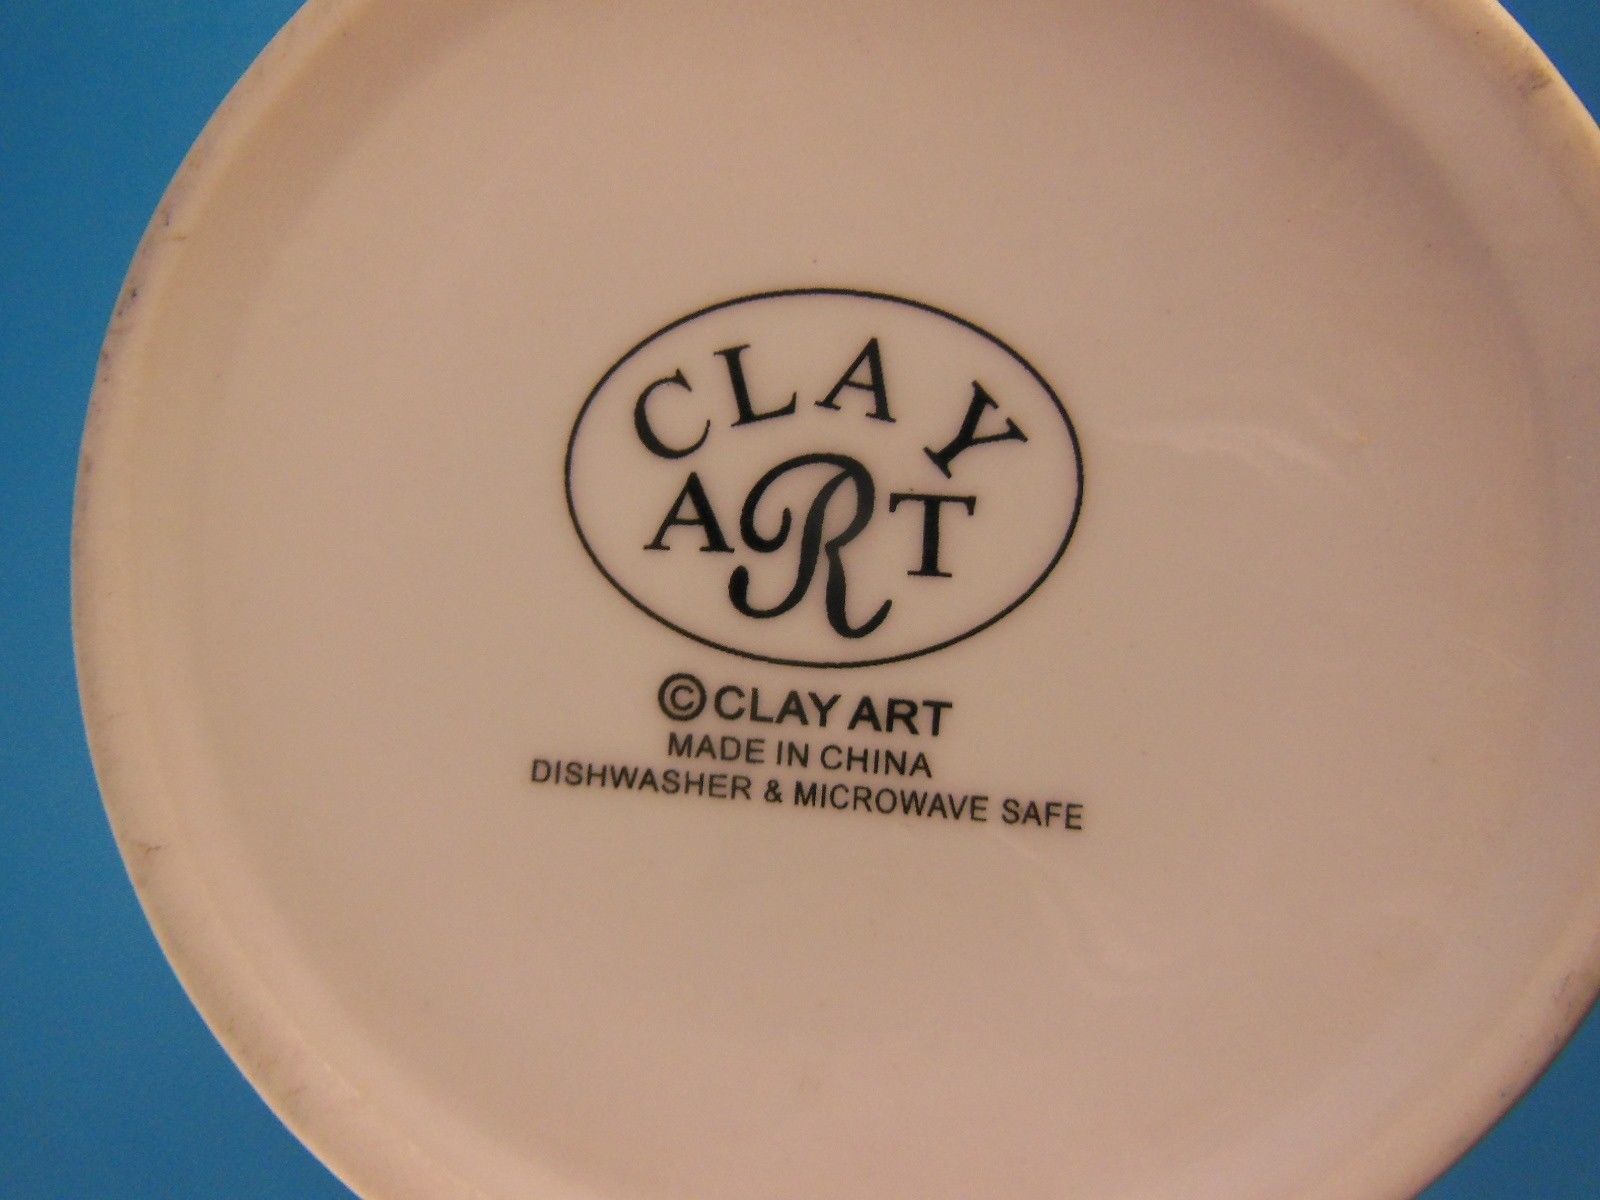 CLAY
ART
©CLAY ART
MADE IN CHINA
DISHWASHER & MICROWAVE SAFE